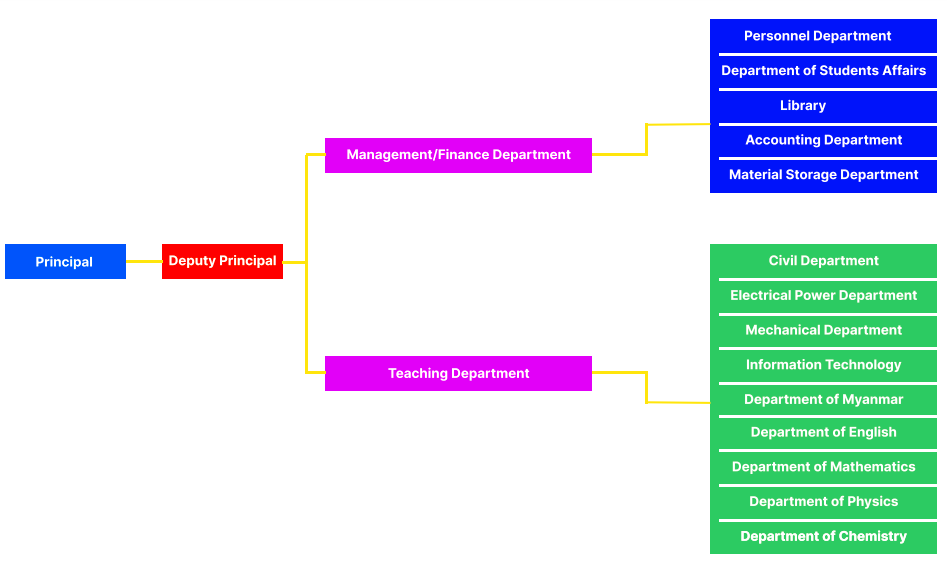 Principal
Deputy Principal
Management/Finance Department
Teaching Department
Personnel Department
Department of Students Affairs
Library
Accounting Department
Material Storage Department
Civil Department
Electrical Power Department
Mechanical Department
Information Technology
Department of Myanmar
Department of English
Department of Mathematics
Department of Physics
Department of Chemistry